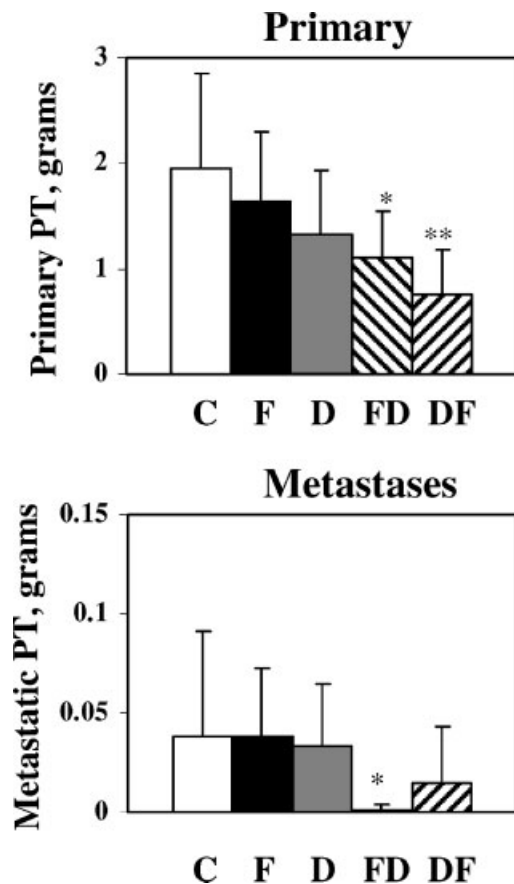 Primary
Primary PT, grams
3
2
1
0
*
**
C F D FD DF
Metastases
Metastatic PT, grams
0.15
0.1
0.05
0
*
C F D FD DF